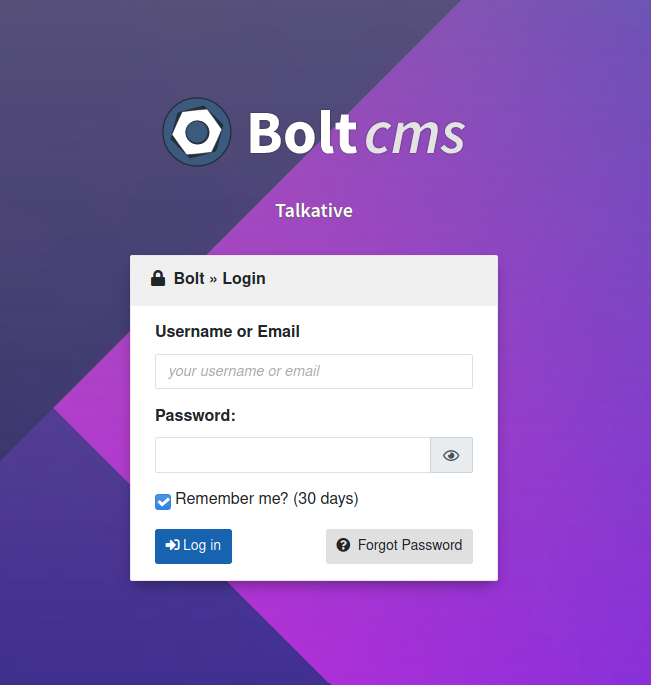 Bolt cms
Talkative
Bolt » Login
Username or Email
your username or email
Password:
Remember me? (30 days)
Log in
Forgot Password